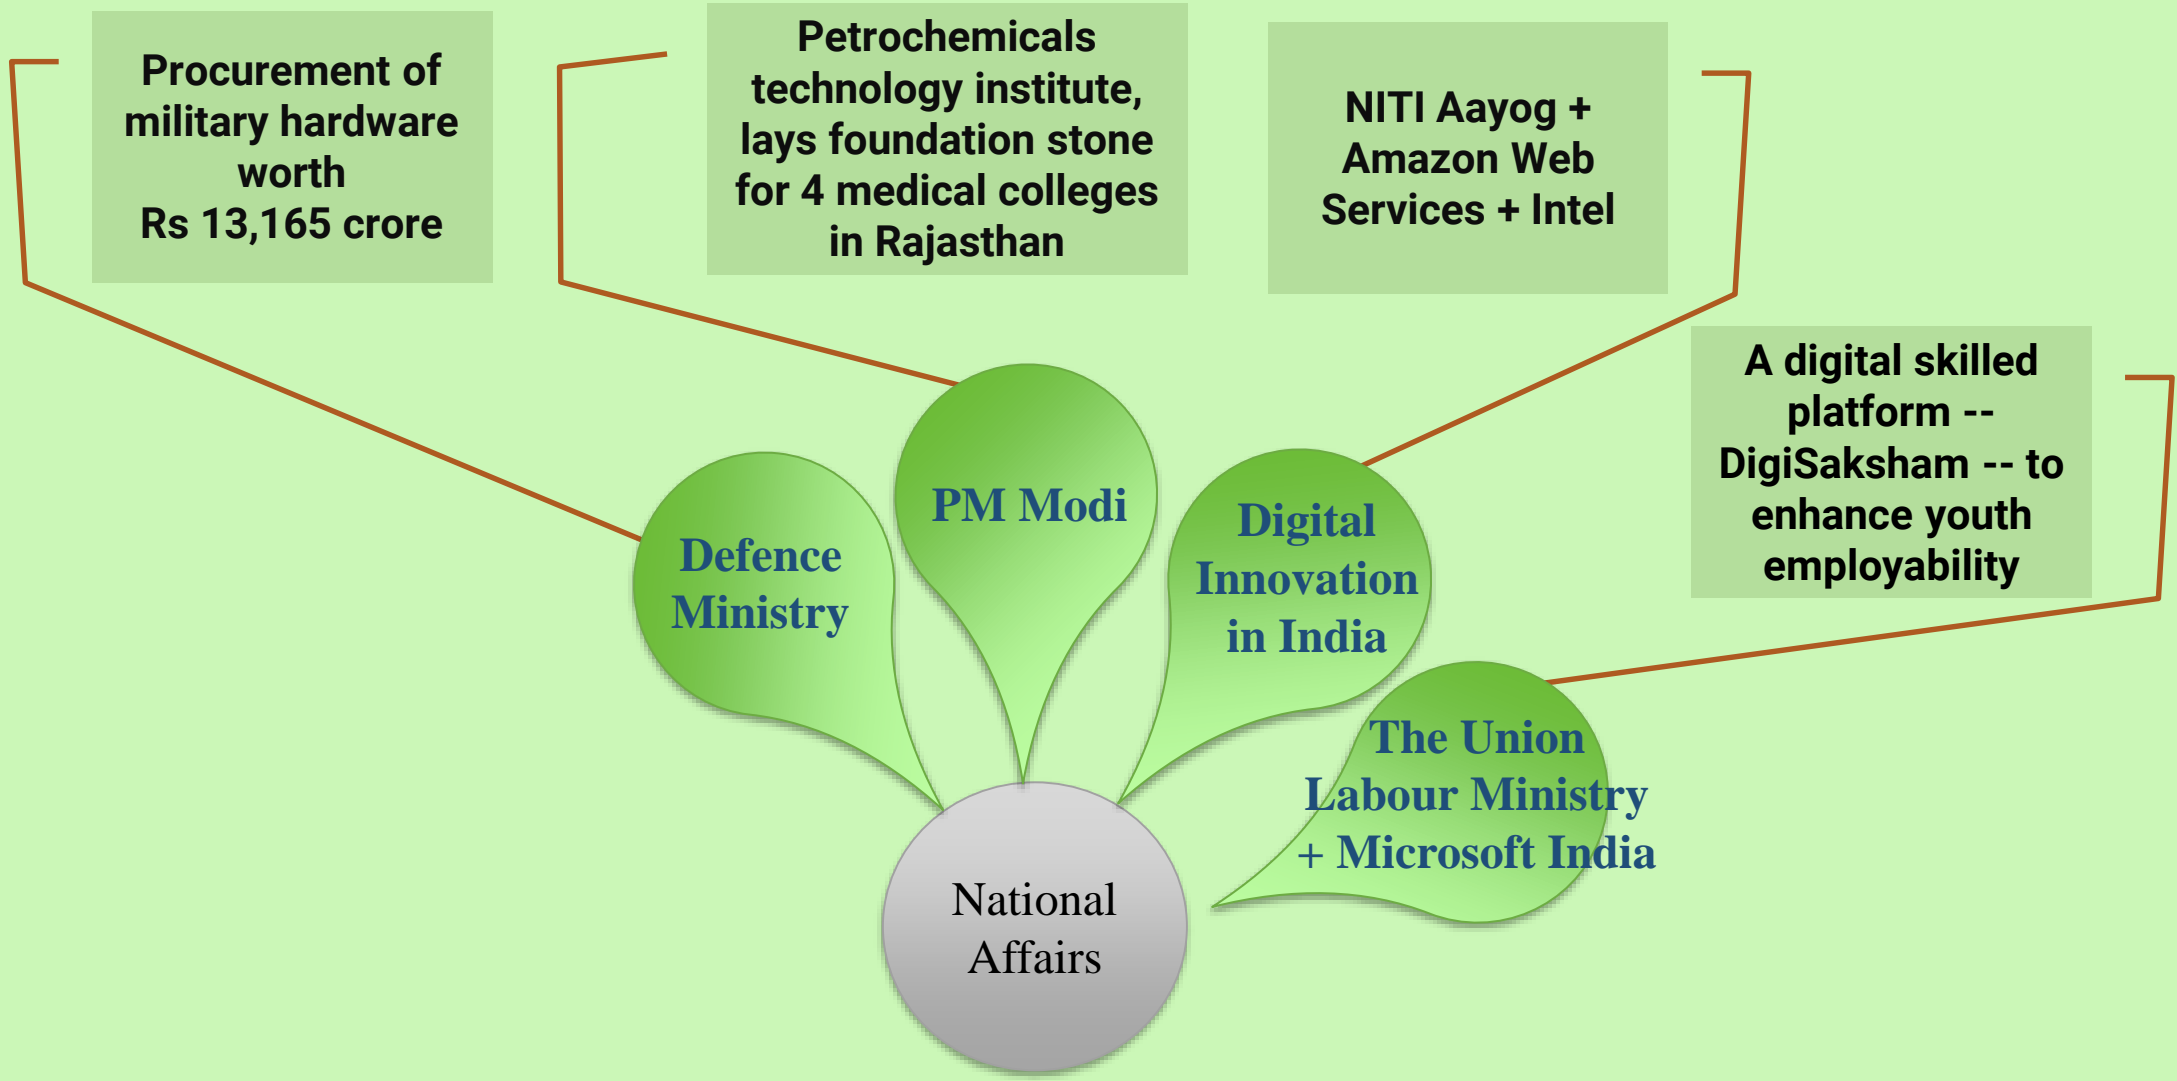 Procurement of
military hardware
worth
Rs 13,165 crore
Petrochemicals
technology institute,
lays foundation stone
for 4 medical colleges
in Rajasthan
NITI Aayog +
Amazon Web
Services + Intel
A digital skilled
platform --
DigiSaksham -- to
enhance youth
employability
Defence
Ministry
PM Modi
Digital
Innovation
in India
The Union
Labour Ministry
+ Microsoft India
National
Affairs